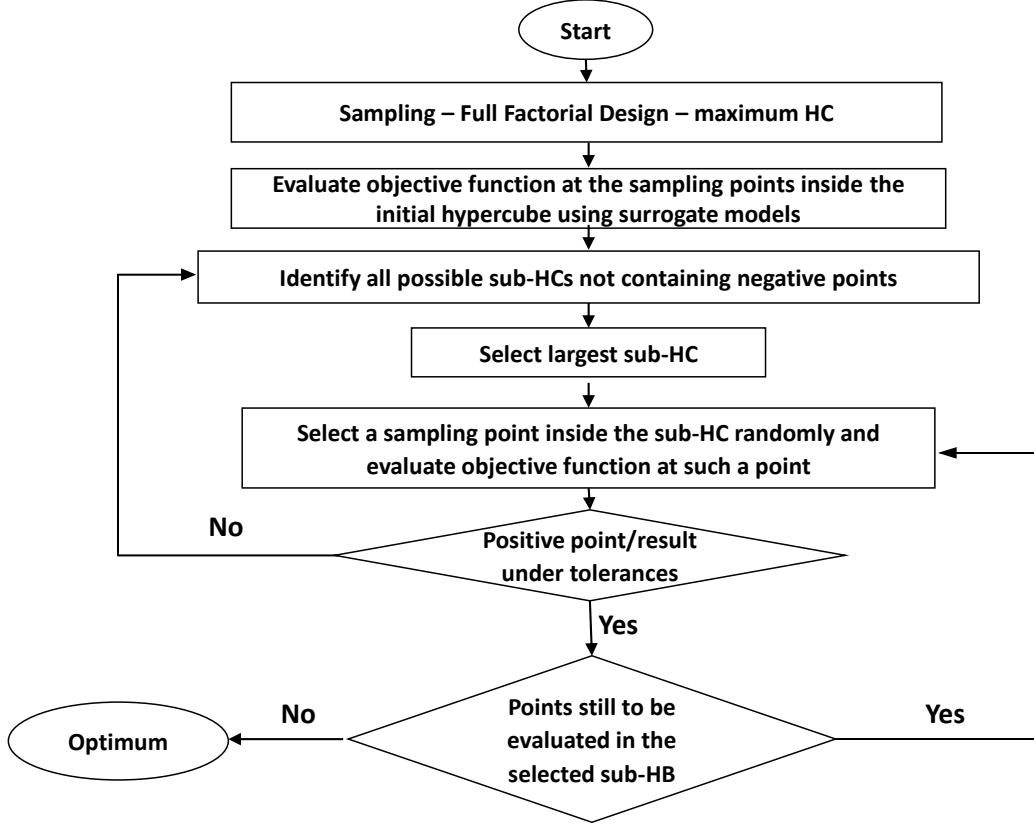 Start
Sampling – Full Factorial Design – maximum HC
Evaluate objective function at the sampling points inside the
initial hypercube using surrogate models
Identify all possible sub-HCs not containing negative points
Select largest sub-HC
Select a sampling point inside the sub-HC randomly and
evaluate objective function at such a point
No
Positive point/result
under tolerances
Yes
Points still to be
evaluated in the
selected sub-HB
No
Yes
Optimum